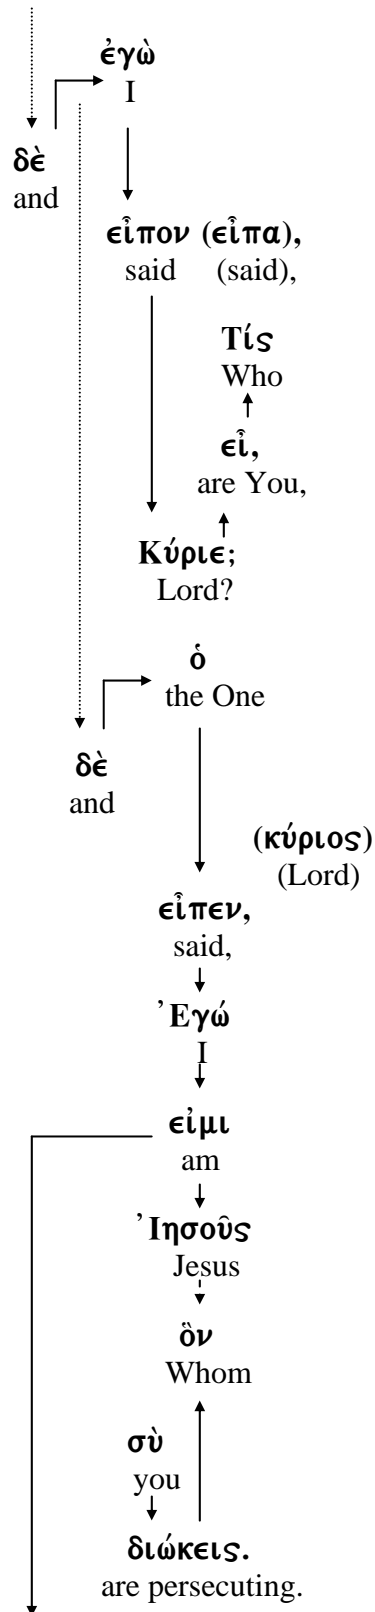 ἐγὼ
I
δὲ
and
εἶπον (εἶπα),
said (said),
Τίς
Who
εἶ,
are You,
Κύριε;
Lord?
ὁ
the One
δὲ
and
(κύριος)
(Lord)
εἶπεν,
said,
Ἐγώ
I
εἰμι
am
Ἰησοῦς
Jesus
ὃν
Whom
σὺ
you
διώκεις.
are persecuting.